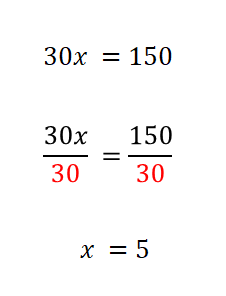 30x = 150
30x/30 = 150/30
x = 5